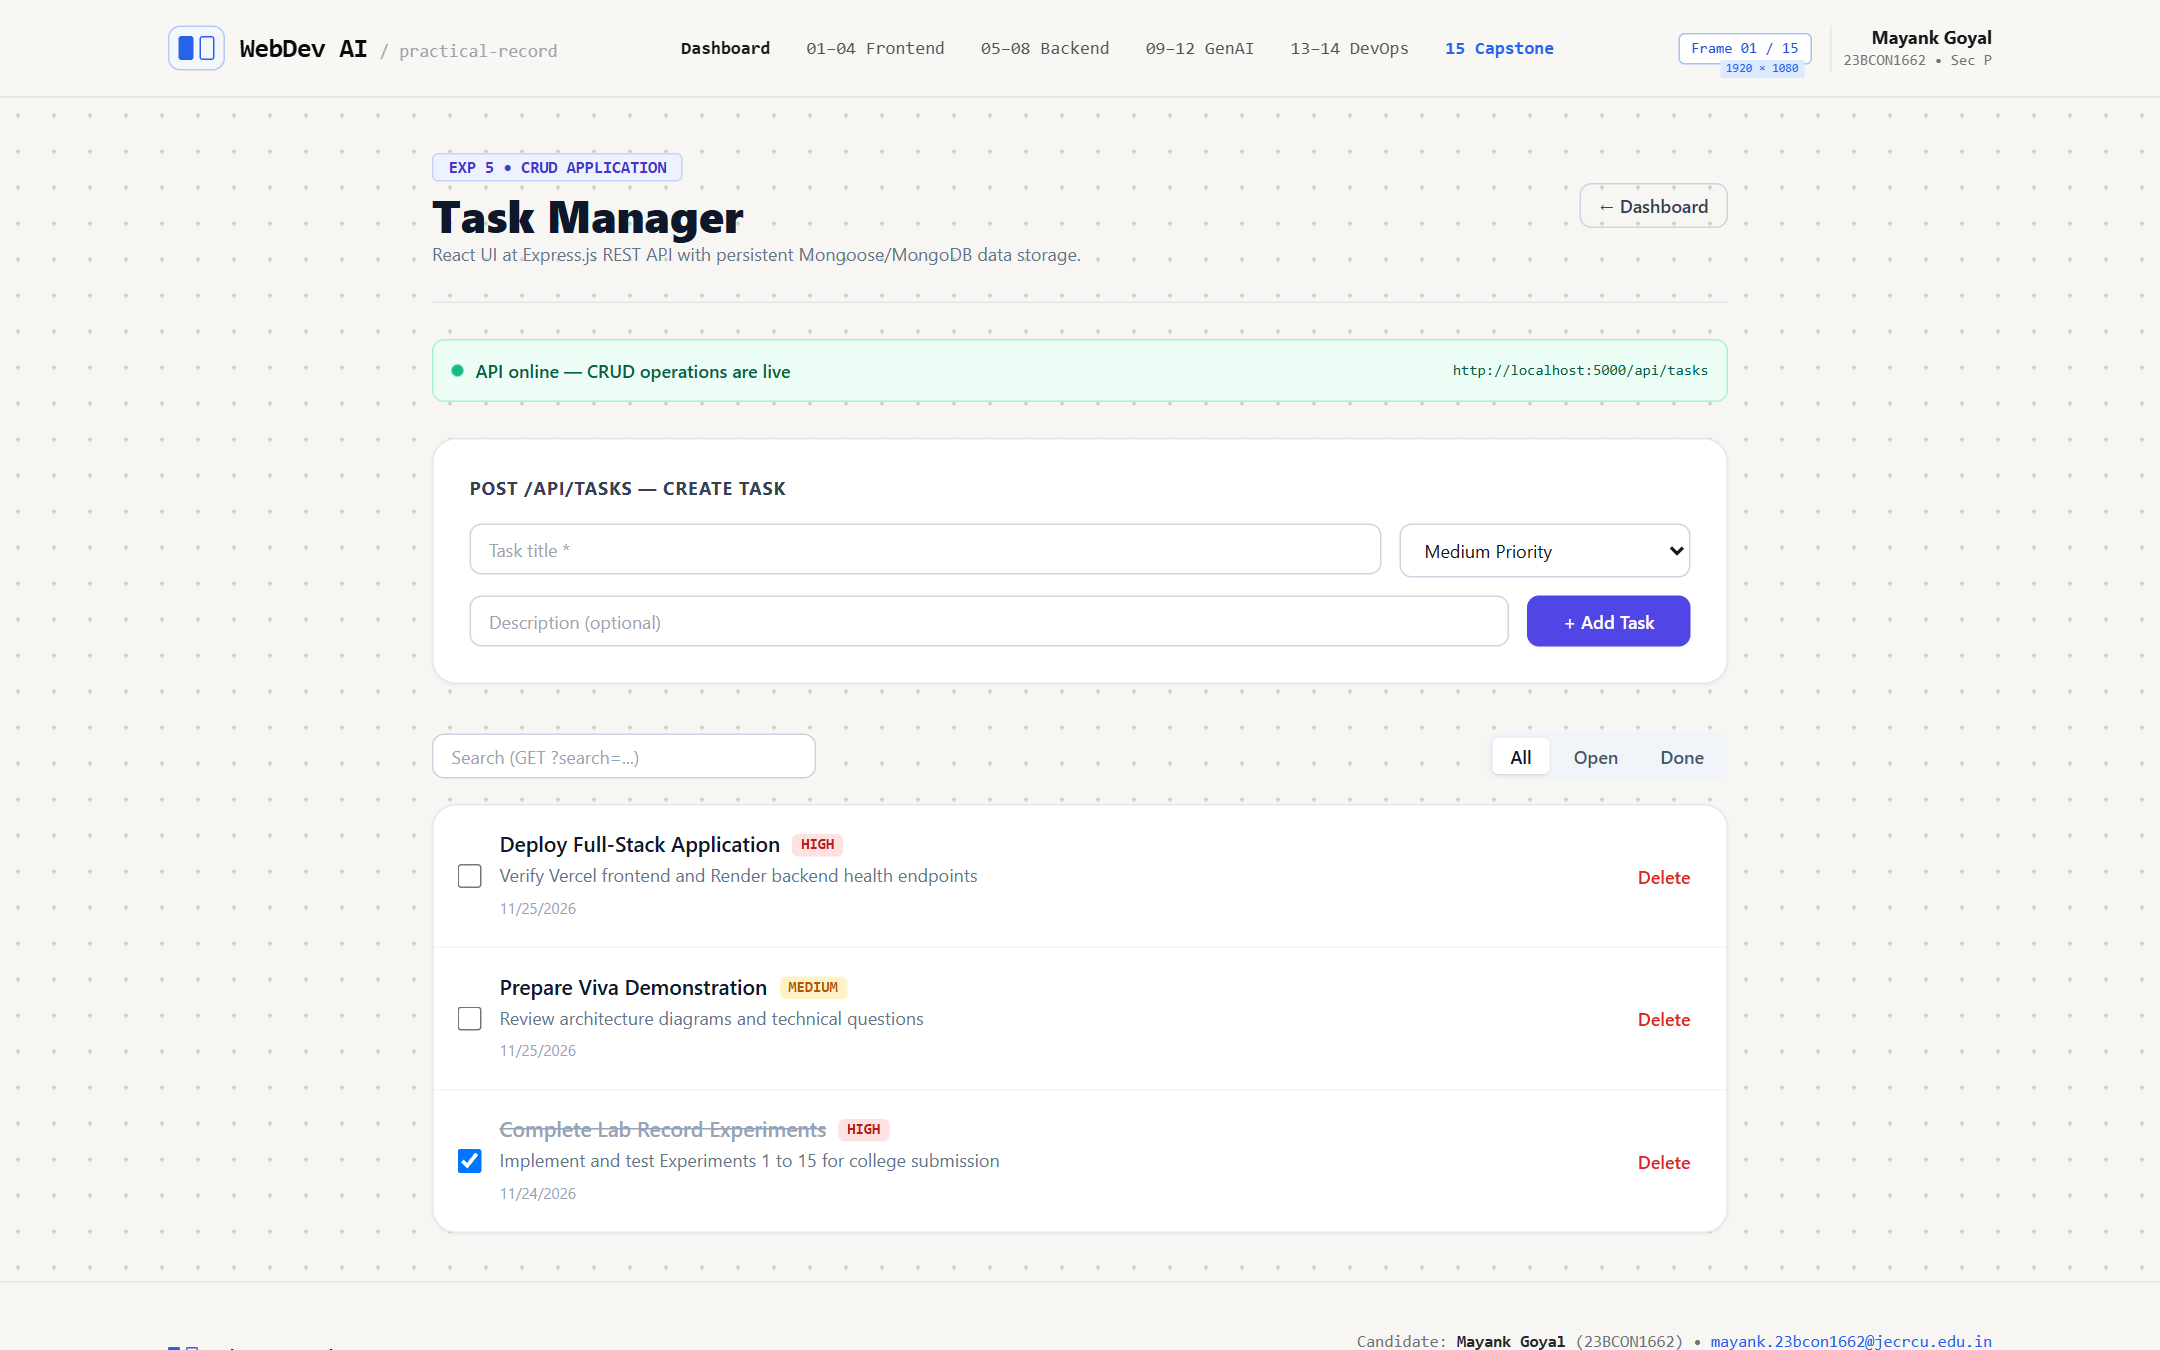 WebDev AI / practical-record
Dashboard 01–04 Frontend 05–08 Backend 09–12 GenAI 13–14 DevOps 15 Capstone
Frame 01 / 15
1920 × 1080
Mayank Goyal
23BCON1662 • Sec P
EXP 5 • CRUD APPLICATION
Task Manager
React UI at Express.js REST API with persistent Mongoose/MongoDB data storage.
← Dashboard
API online — CRUD operations are live
http://localhost:5000/api/tasks
POST /API/TASKS — CREATE TASK
Task title *
Medium Priority
Description (optional)
+ Add Task
Search (GET ?search=...)
All Open Done
Deploy Full-Stack Application HIGH
Verify Vercel frontend and Render backend health endpoints
11/25/2026
Delete
Prepare Viva Demonstration MEDIUM
Review architecture diagrams and technical questions
11/25/2026
Delete
Complete Lab Record Experiments HIGH
Implement and test Experiments 1 to 15 for college submission
11/24/2026
Delete
Candidate: Mayank Goyal (23BCON1662) • mayank.23bcon1662@jecrcu.edu.in